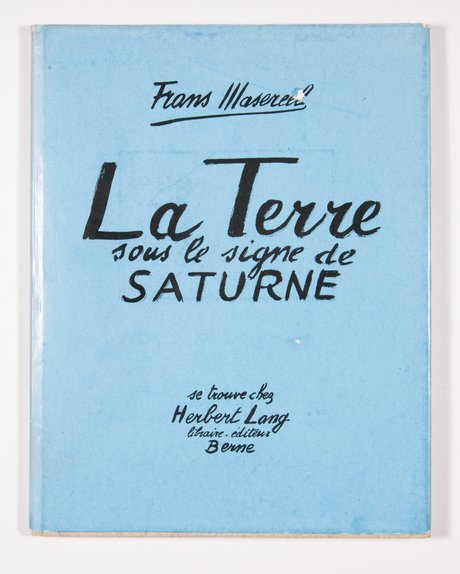 Frans Masereel
La Terre
sous le signe de
SATURNE
se trouve chez
Herbert Lang
libraire-éditeur
Berne